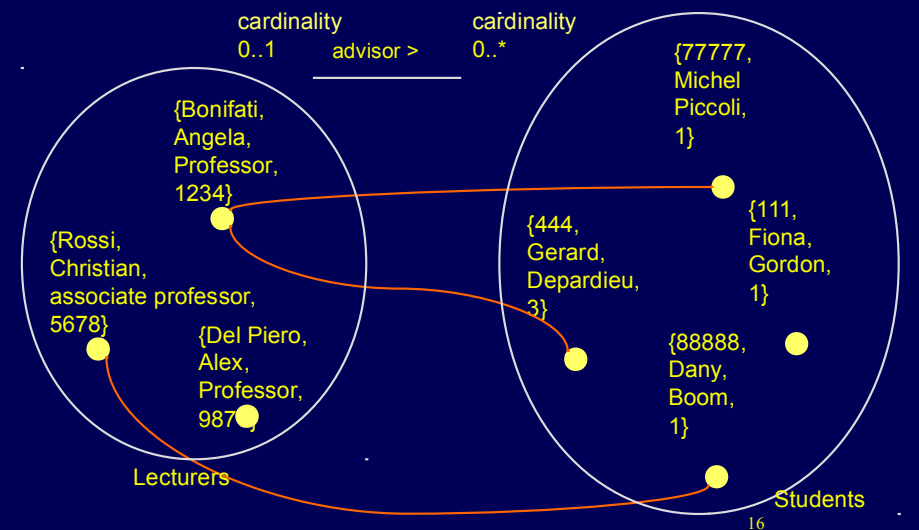 cardinality
0..1
advisor >
cardinality
0..*
{Bonifati,
Angela,
Professor,
1234}
{Rossi,
Christian,
associate professor,
5678}
{Del Piero,
Alex,
Professor,
987 }
Lecturers
{77777,
Michel
Piccoli,
1}
{111,
Fiona,
Gordon,
1}
{444,
Gerard,
Depardieu,
3}
{88888,
Dany,
Boom,
1}
Students
16